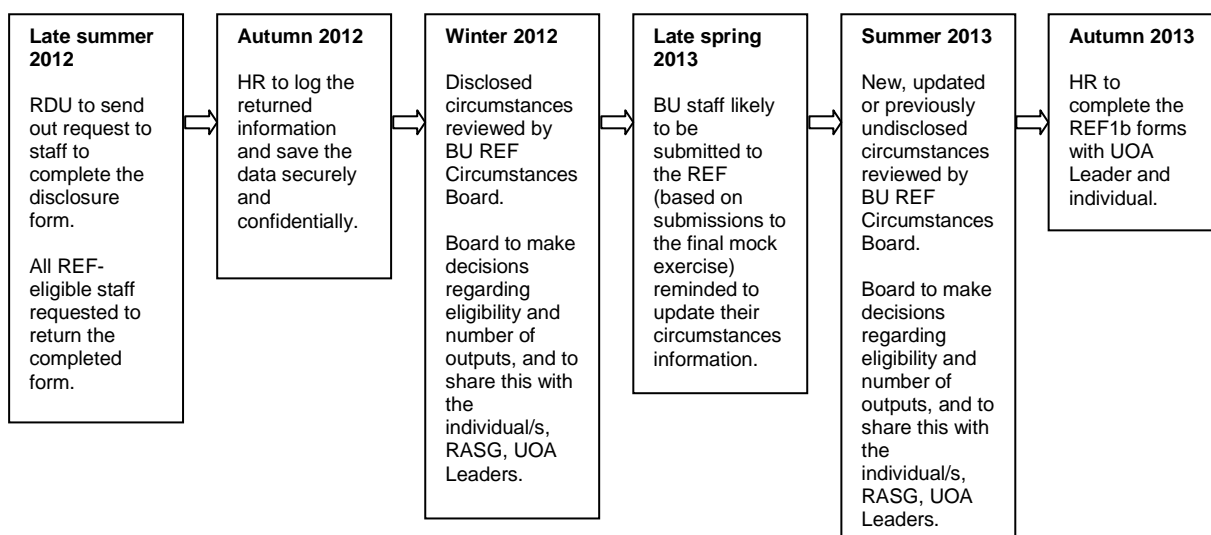 Late summer
2012
RDU to send
out request to
staff to
complete the
disclosure
form.
All REF-
eligible staff
requested to
return the
completed
form.
Autumn 2012
HR to log the
returned
information
and save the
data securely
and
confidentially.
Winter 2012
Disclosed
circumstances
reviewed by
BU REF
Circumstances
Board.
Board to make
decisions
regarding
eligibility and
number of
outputs, and to
share this with
the
individual/s,
RASG, UOA
Leaders.
Late spring
2013
BU staff likely
to be
submitted to
the REF
(based on
submissions to
the final mock
exercise)
reminded to
update their
circumstances
information.
Summer 2013
New, updated
or previously
undisclosed
circumstances
reviewed by
BU REF
Circumstances
Board.
Board to make
decisions
regarding
eligibility and
number of
outputs, and to
share this with
the
individual/s,
RASG, UOA
Leaders.
Autumn 2013
HR to
complete the
REF1b forms
with UOA
Leader and
individual.